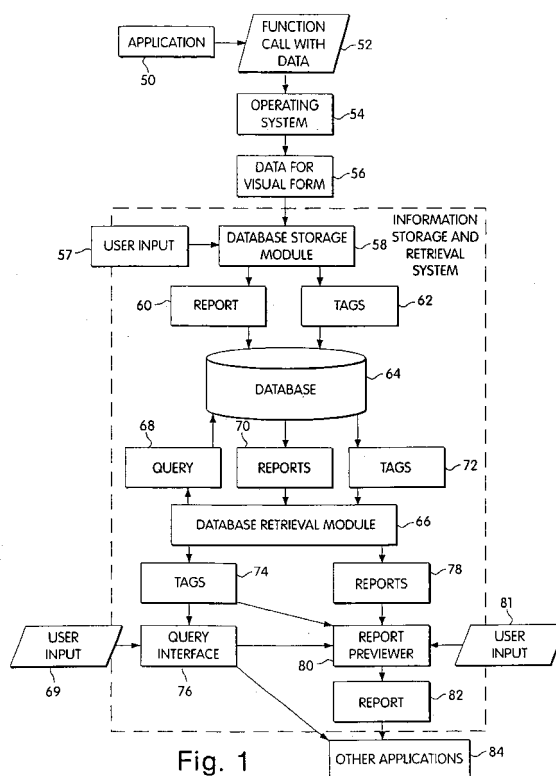 APPLICATION
50
FUNCTION
CALL WITH
DATA
52
OPERATING
SYSTEM
54
DATA FOR
VISUAL FORM
56
INFORMATION
STORAGE AND
RETRIEVAL
SYSTEM
57
USER INPUT
DATABASE STORAGE
MODULE
58
60
REPORT
TAGS
62
DATABASE
64
68
QUERY
70
REPORTS
TAGS
72
DATABASE RETRIEVAL MODULE
66
TAGS
74
REPORTS
78
USER
INPUT
69
QUERY
INTERFACE
76
REPORT
PREVIEWER
80
81
USER
INPUT
REPORT
82
OTHER APPLICATIONS
84
Fig. 1